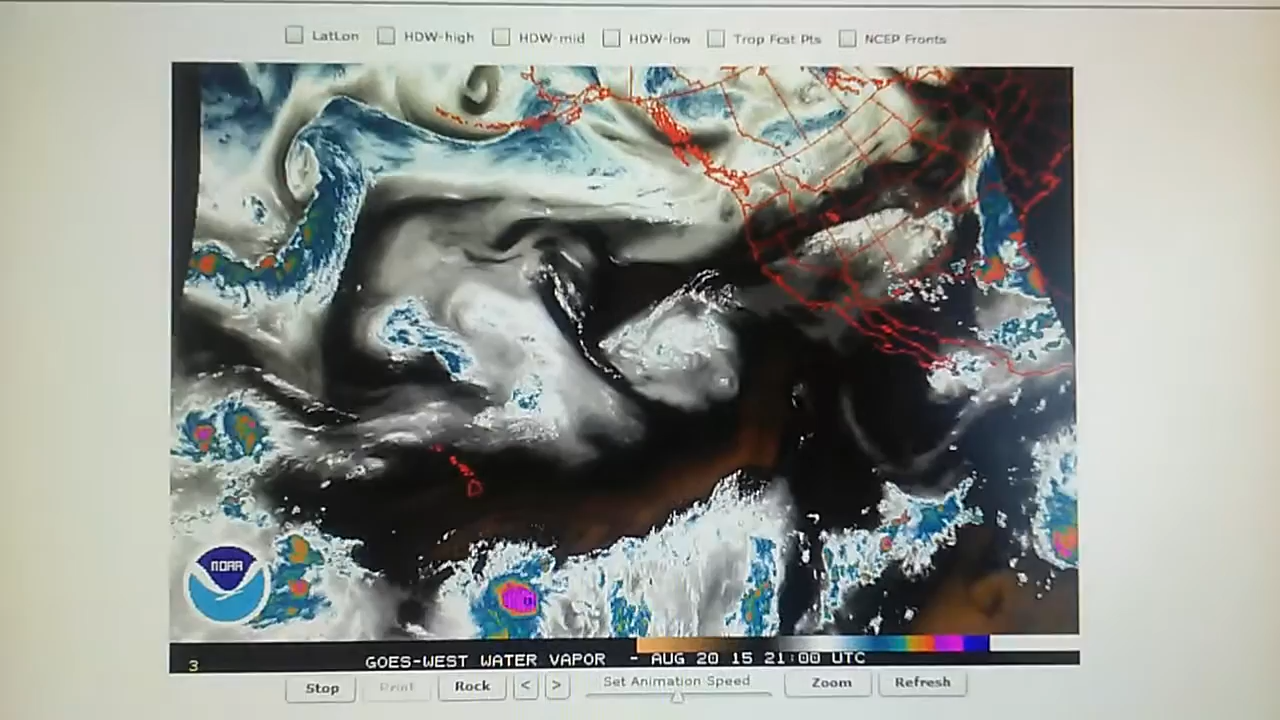 LatLon HDW-high HDW-mid HDW-low Trop Fcst Pts NCEP Fronts
NOAA
3 GOES-WEST WATER VAPOR - AUG 20 15 21:00 UTC
Stop Print Rock < > Set Animation Speed Zoom Refresh